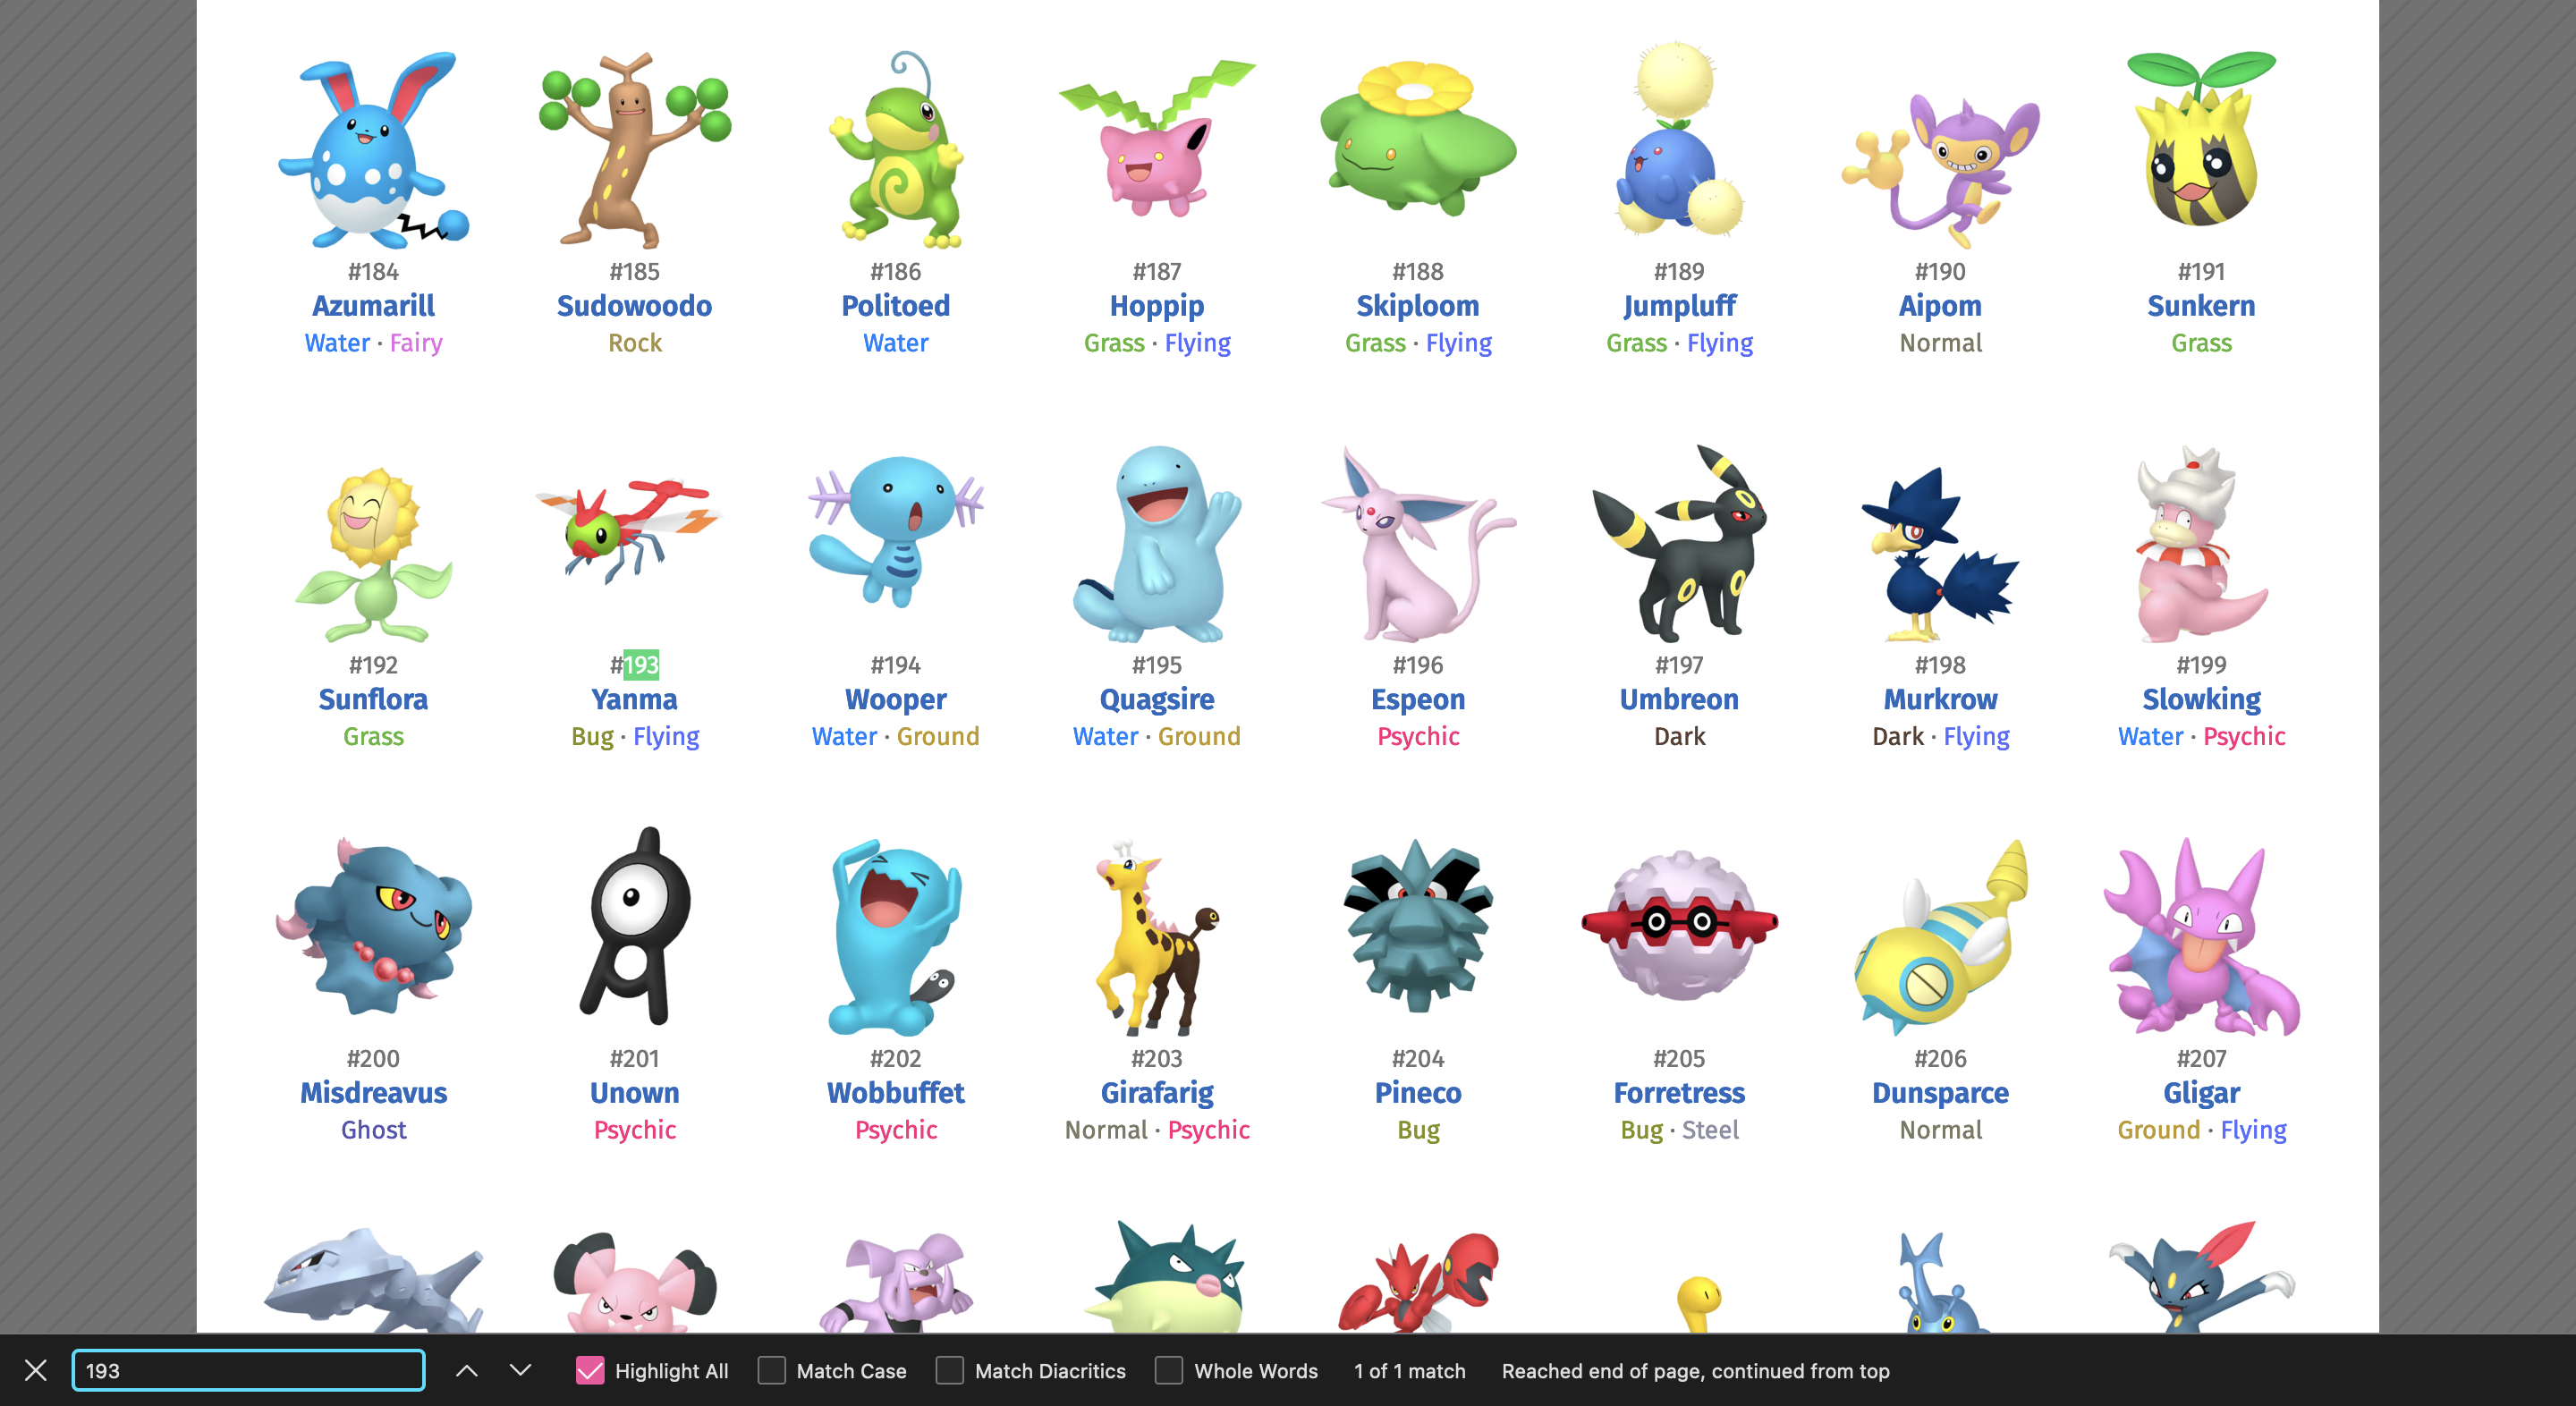 #184 #185 #186 #187 #188 #189 #190 #191
Azumarill Sudowoodo Politoed Hoppip Skiploom Jumpluff Aipom Sunkern
Water · Fairy Rock Water Grass · Flying Grass · Flying Grass · Flying Normal Grass
#192 #193 #194 #195 #196 #197 #198 #199
Sunflora Yanma Wooper Quagsire Espeon Umbreon Murkrow Slowking
Grass Bug · Flying Water · Ground Water · Ground Psychic Dark Dark · Flying Water · Psychic
#200 #201 #202 #203 #204 #205 #206 #207
Misdreavus Unown Wobbuffet Girafarig Pineco Forretress Dunsparce Gligar
Ghost Psychic Psychic Normal · Psychic Bug Bug · Steel Normal Ground · Flying
193 Highlight All Match Case Match Diacritics Whole Words 1 of 1 match Reached end of page, continued from top